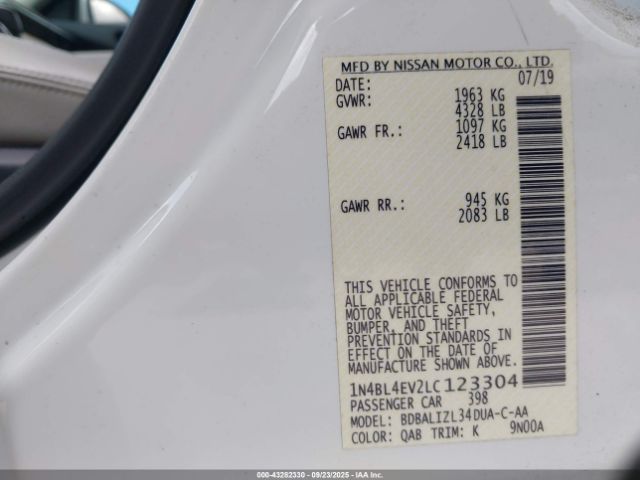 MFD BY NISSAN MOTOR CO., LTD.
DATE: 07/19
GVWR: 1963 KG
4328 LB
GAWR FR.: 1097 KG
2418 LB
GAWR RR.: 945 KG
2083 LB
THIS VEHICLE CONFORMS TO
ALL APPLICABLE FEDERAL
MOTOR VEHICLE SAFETY,
BUMPER, AND THEFT
PREVENTION STANDARDS IN
EFFECT ON THE DATE OF
MANUFACTURE SHOWN ABOVE.
1N4BL4EV2LC123304
PASSENGER CAR 398
MODEL: BDBALIZL34DUA-C-AA
COLOR: QAB TRIM: K 9N00A
000-43282330 - 09/23/2025 - IAAI.com